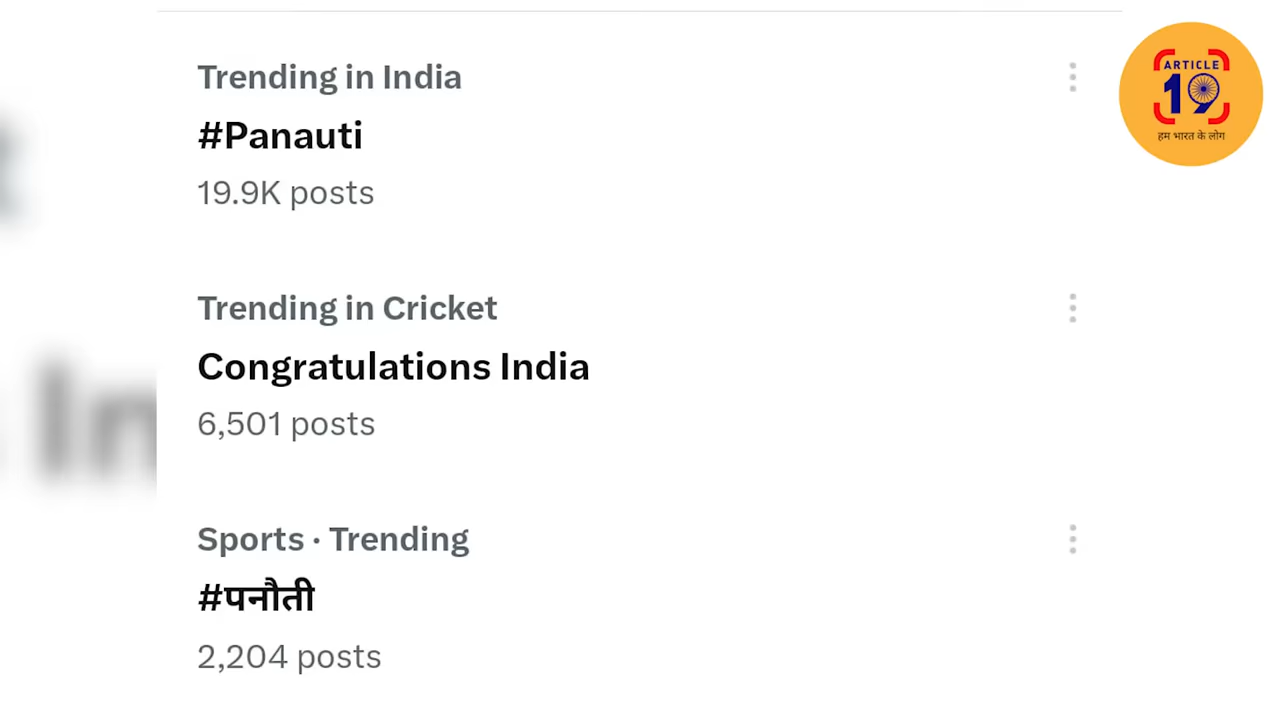 Trending in India
#Panauti
19.9K posts
ARTICLE
19
हम भारत के लोग
Trending in Cricket
Congratulations India
6,501 posts
Sports · Trending
#पनौती
2,204 posts